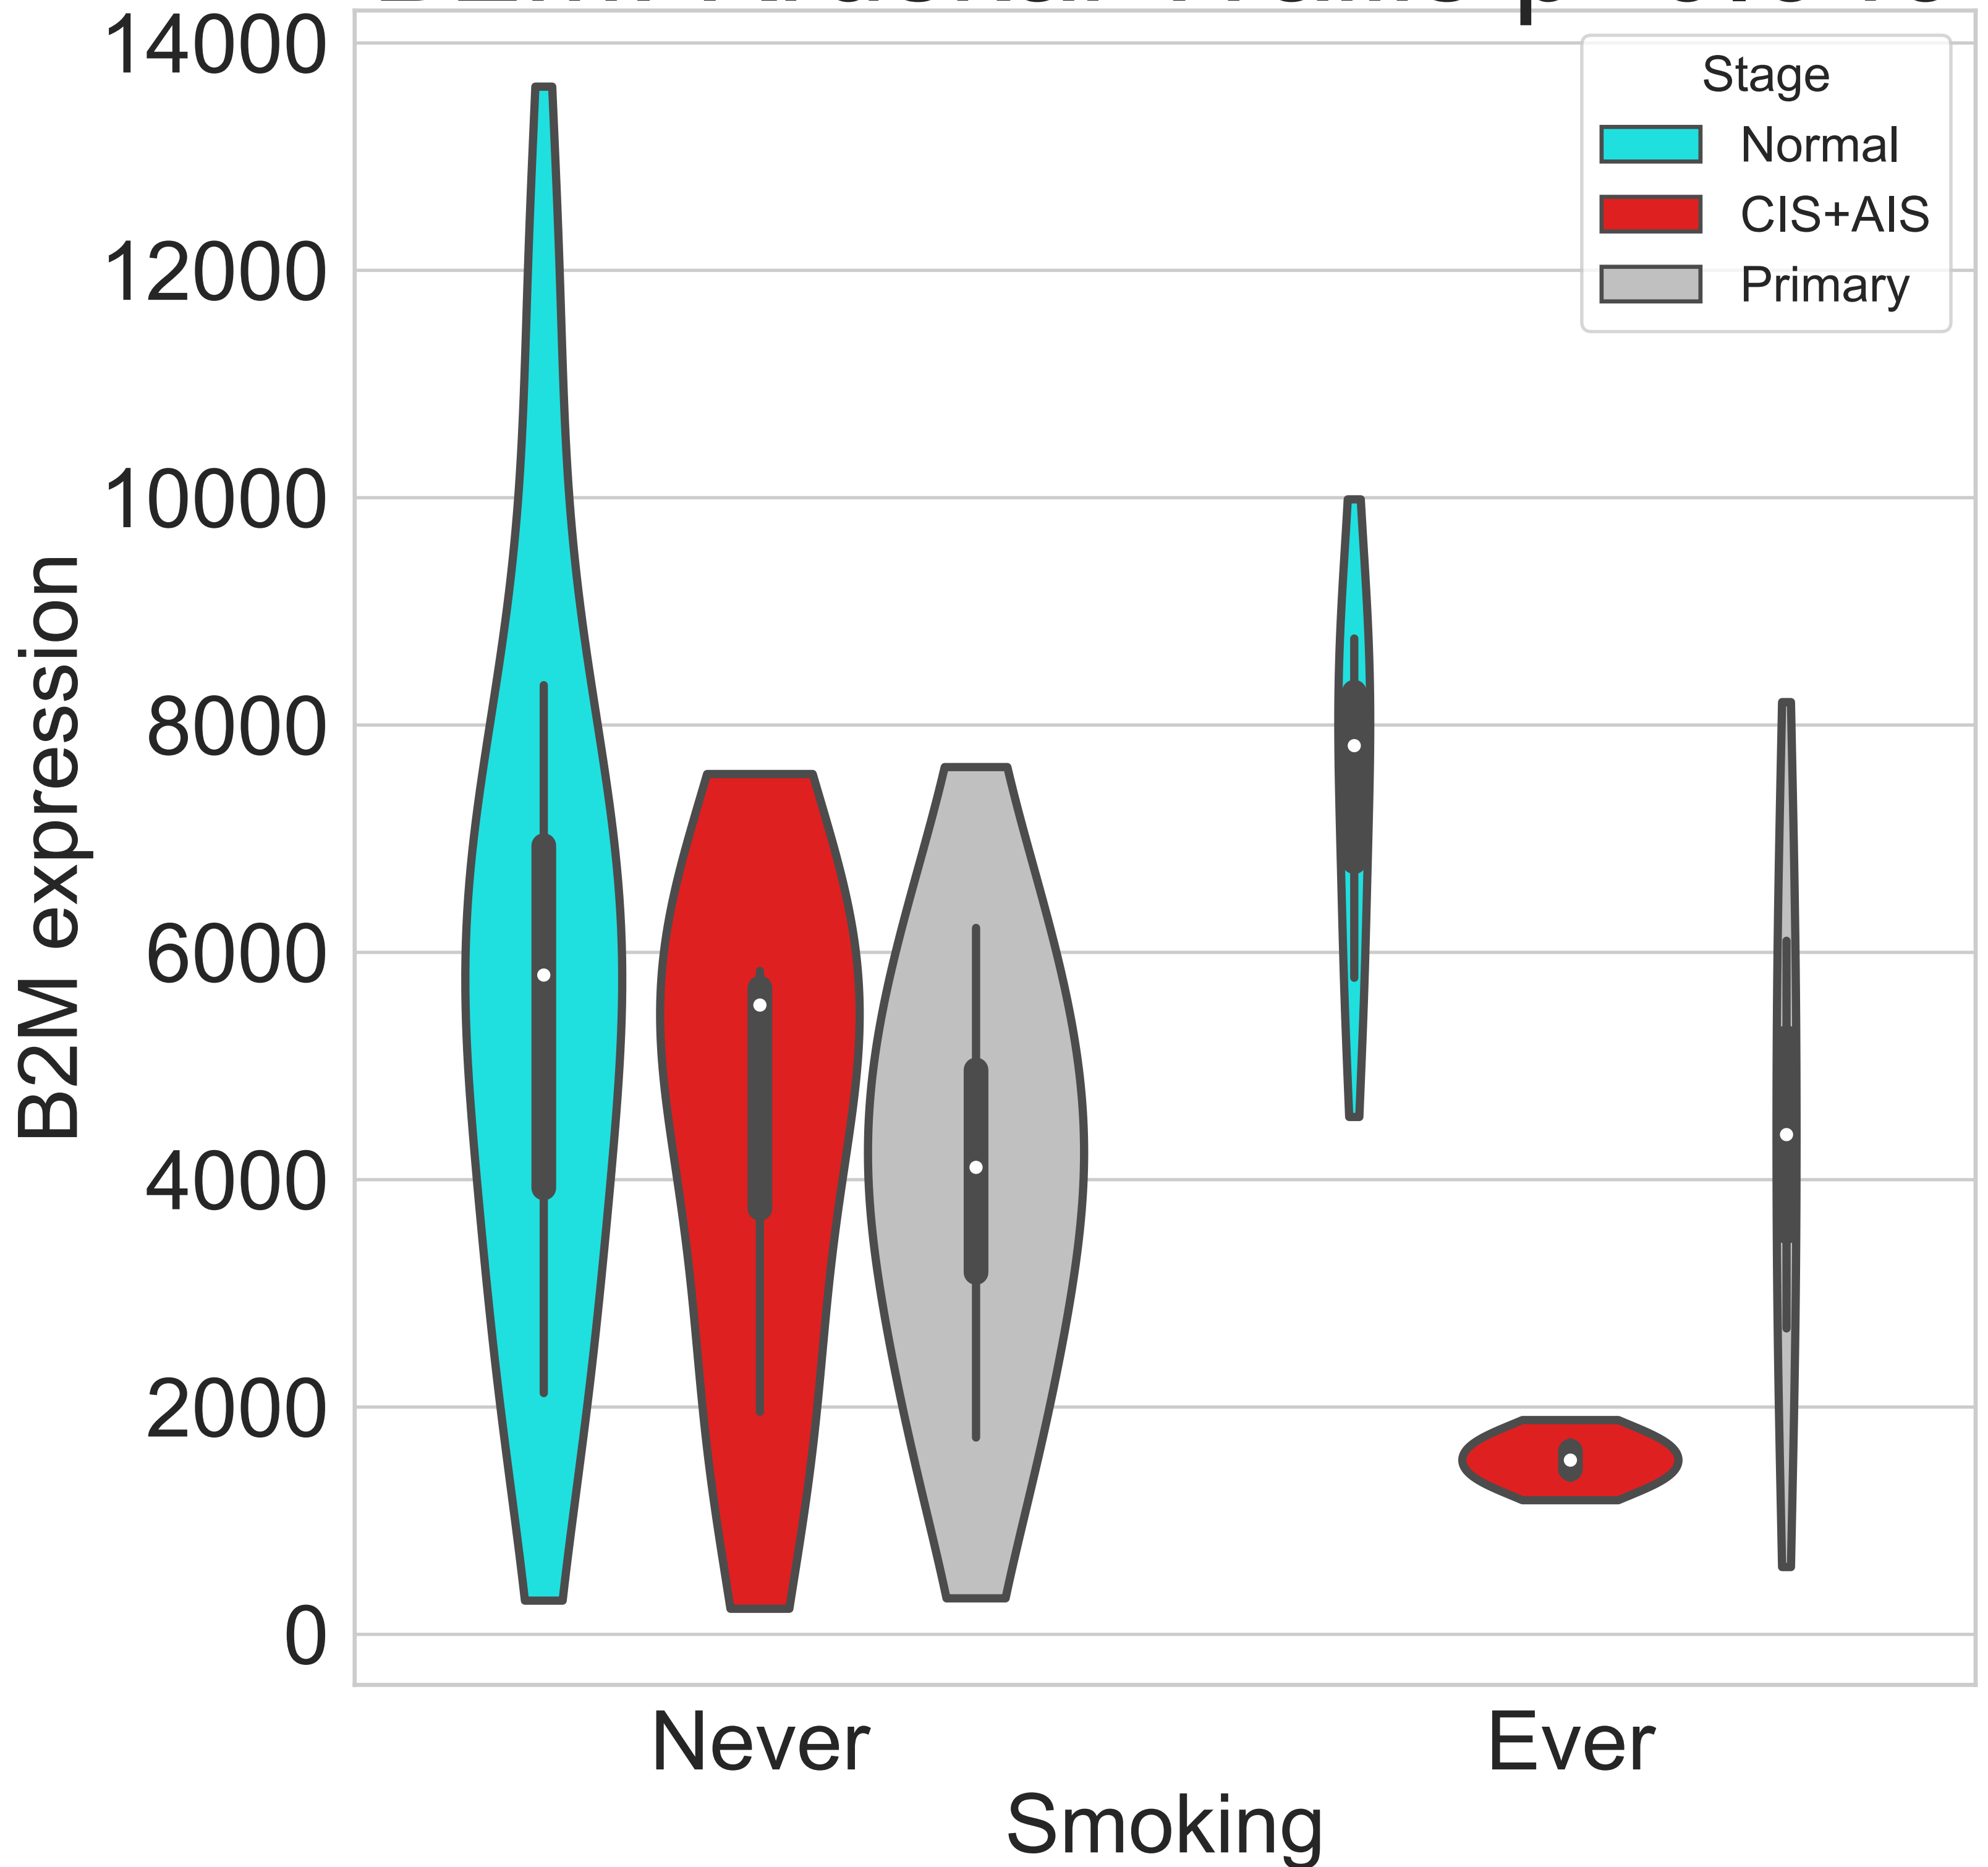 14000
12000
10000
8000
6000
4000
2000
0
B2M expression
Stage
Normal
CIS+AIS
Primary
Never
Ever
Smoking